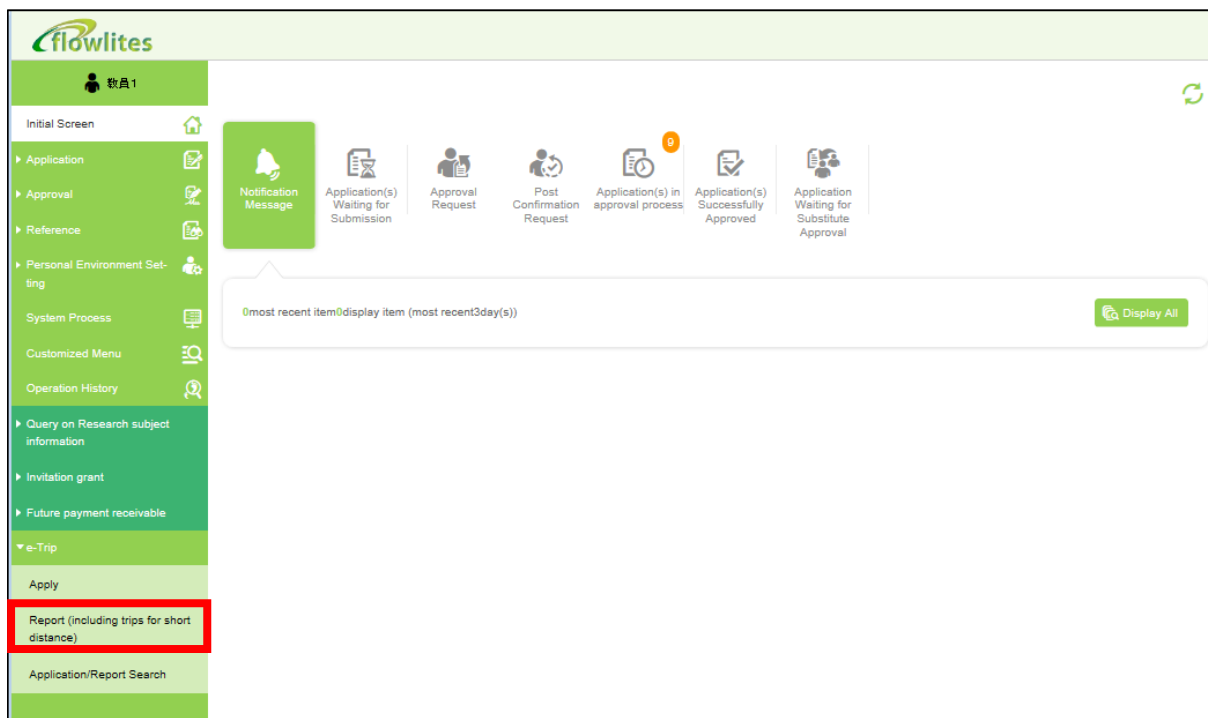 flowlites
教員1
Initial Screen
Application
Approval
Reference
Personal Environment Set-
ting
System Process
Customized Menu
Operation History
Query on Research subject
information
Invitation grant
Future payment receivable
e-Trip
Apply
Report (including trips for short
distance)
Application/Report Search
Notification
Message
Application(s)
Waiting for
Submission
Approval
Request
Post
Confirmation
Request
9
Application(s) in
approval process
Application(s)
Successfully
Approved
Application
Waiting for
Substitute
Approval
0most recent item0display item (most recent3day(s))
Display All